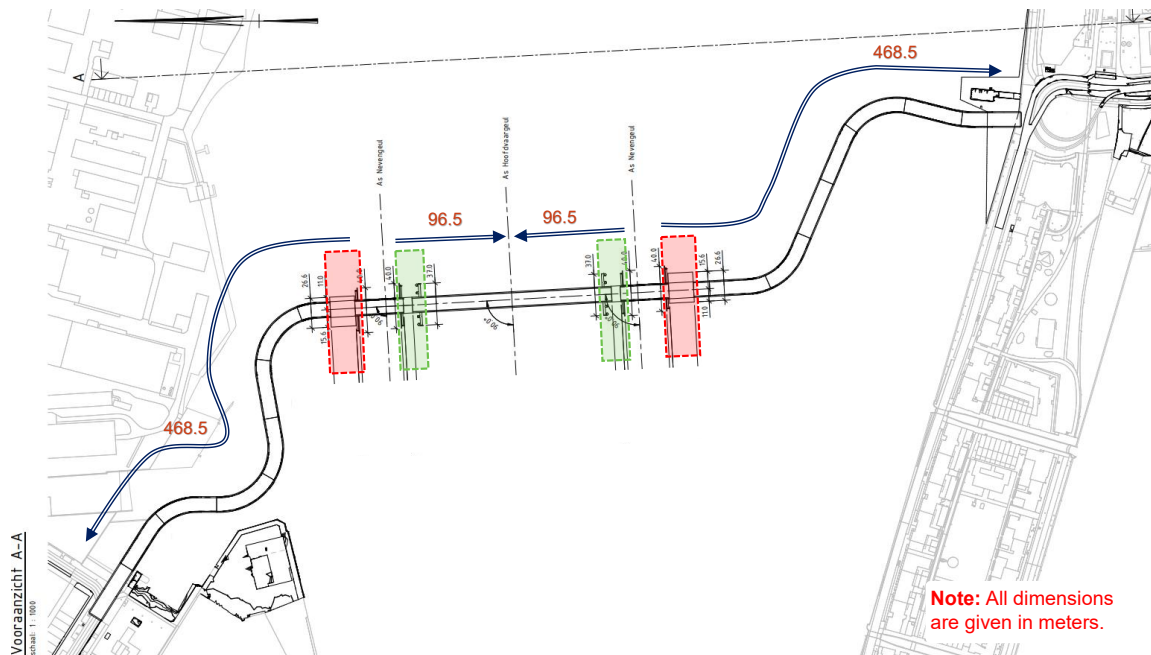 A
A
468.5
As Nevengeul
As Hoofdvaargeul
As Nevengeul
96.5
96.5
26.6
11.0
15.6
40.0
37.0
37.0
40.0
15.6
26.6
11.0
468.5
Vooraanzicht A-A
schaal: 1 : 1000
Note: All dimensions
are given in meters.